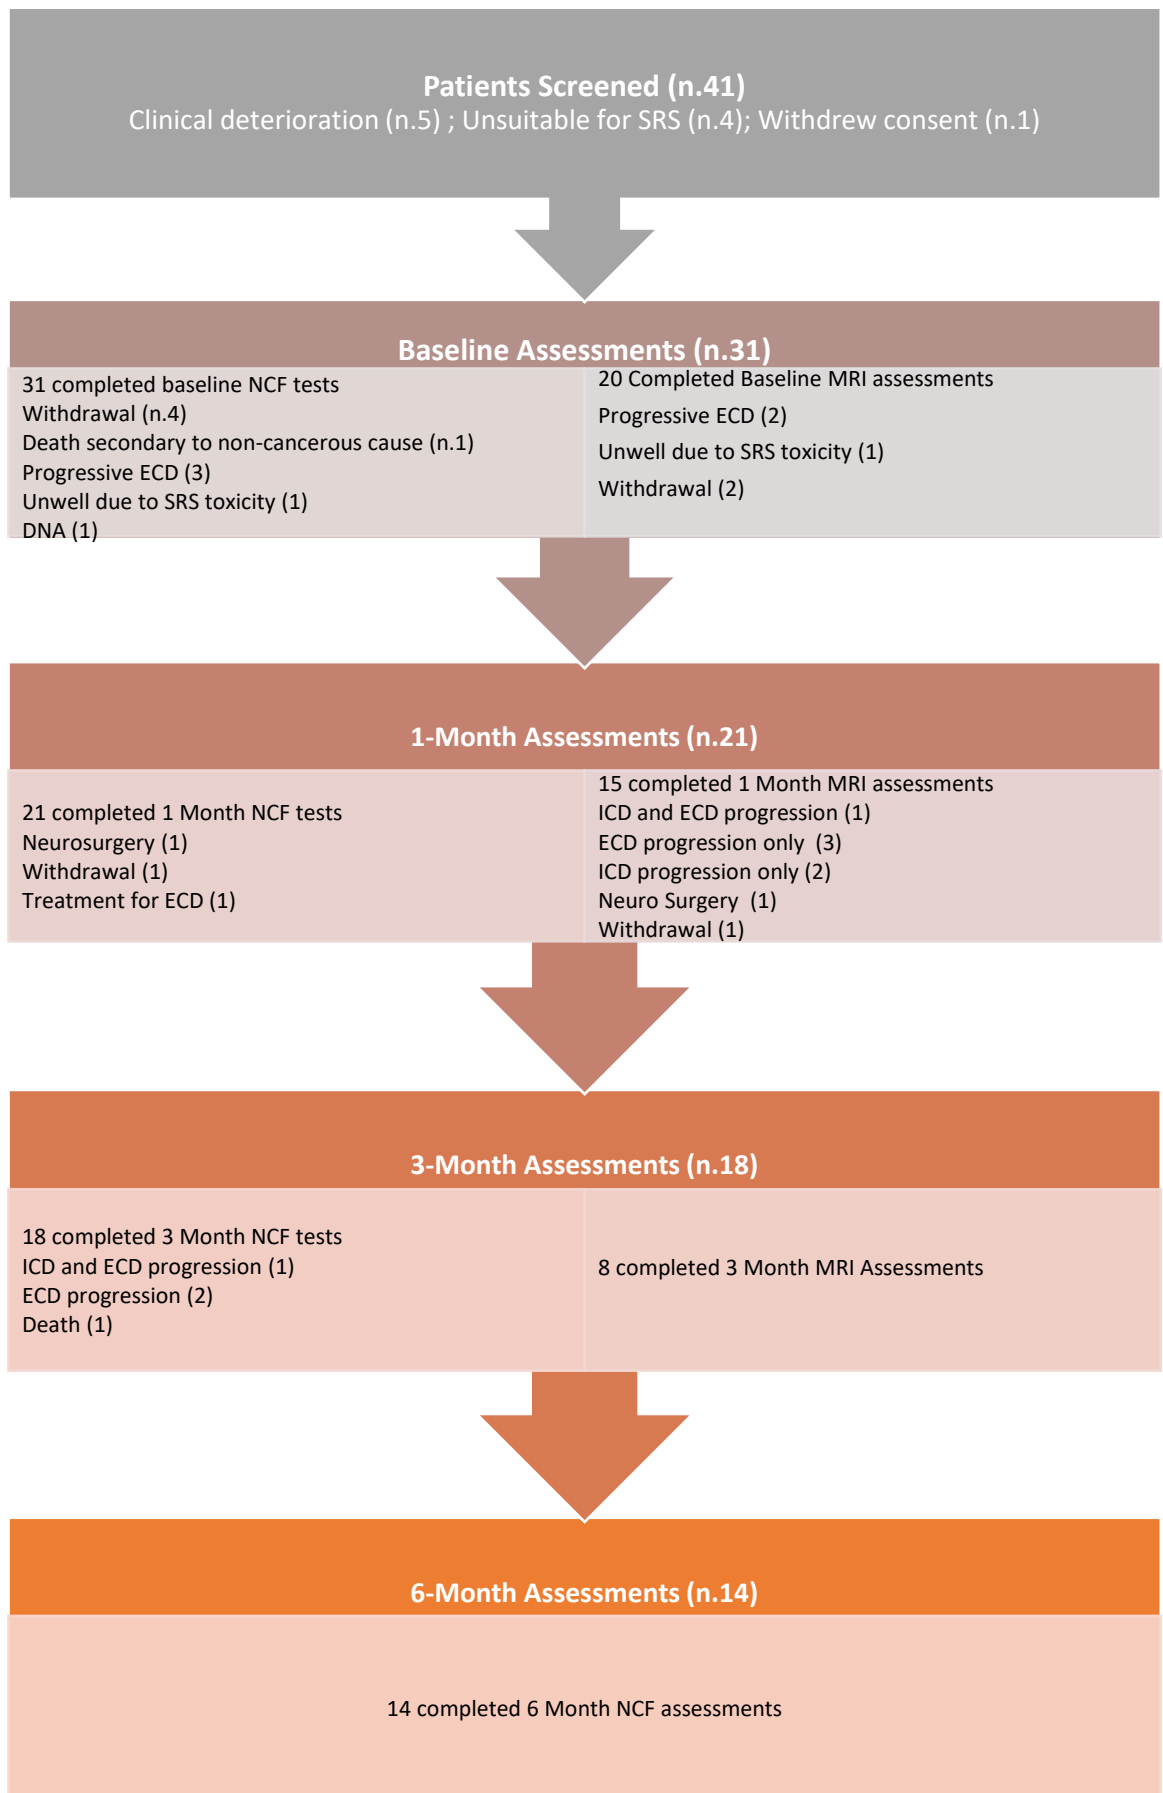 Patients Screened (n.41)
Clinical deterioration (n.5) ; Unsuitable for SRS (n.4); Withdrew consent (n.1)
Baseline Assessments (n.31)
31 completed baseline NCF tests
Withdrawal (n.4)
Death secondary to non-cancerous cause (n.1)
Progressive ECD (3)
Unwell due to SRS toxicity (1)
DNA (1)
20 Completed Baseline MRI assessments
Progressive ECD (2)
Unwell due to SRS toxicity (1)
Withdrawal (2)
1-Month Assessments (n.21)
21 completed 1 Month NCF tests
Neurosurgery (1)
Withdrawal (1)
Treatment for ECD (1)
15 completed 1 Month MRI assessments
ICD and ECD progression (1)
ECD progression only (3)
ICD progression only (2)
Neuro Surgery (1)
Withdrawal (1)
3-Month Assessments (n.18)
18 completed 3 Month NCF tests
ICD and ECD progression (1)
ECD progression (2)
Death (1)
8 completed 3 Month MRI Assessments
6-Month Assessments (n.14)
14 completed 6 Month NCF assessments